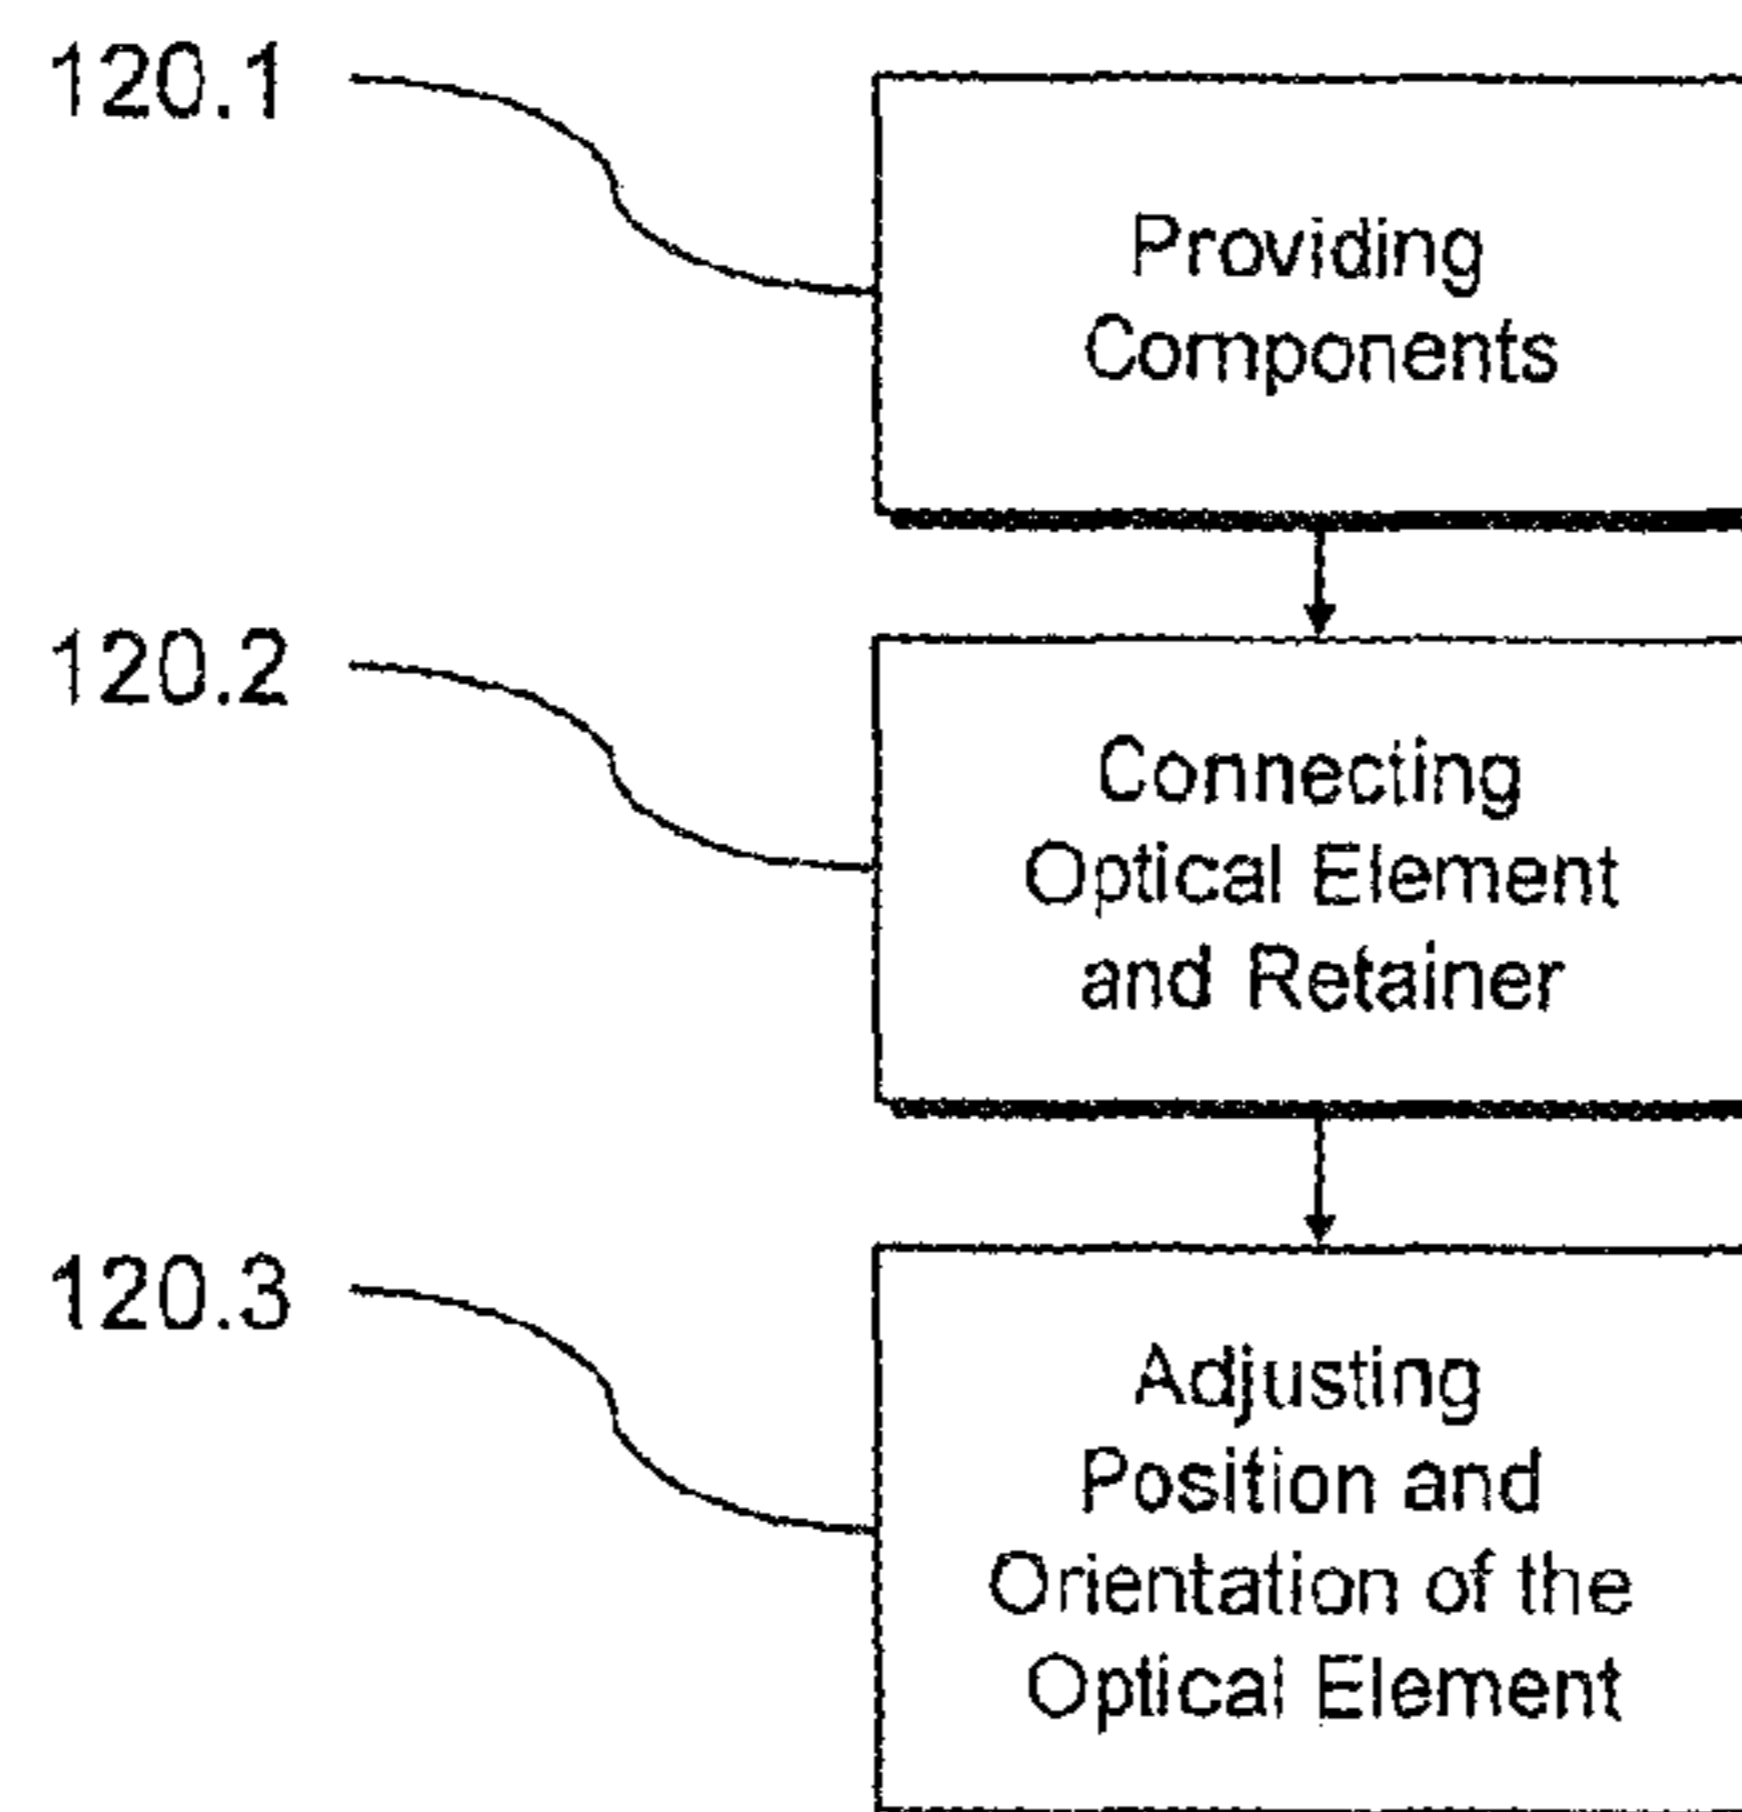 120.1
Providing
Components
120.2
Connecting
Optical Element
and Retainer
120.3
Adjusting
Position and
Orientation of the
Optical Element